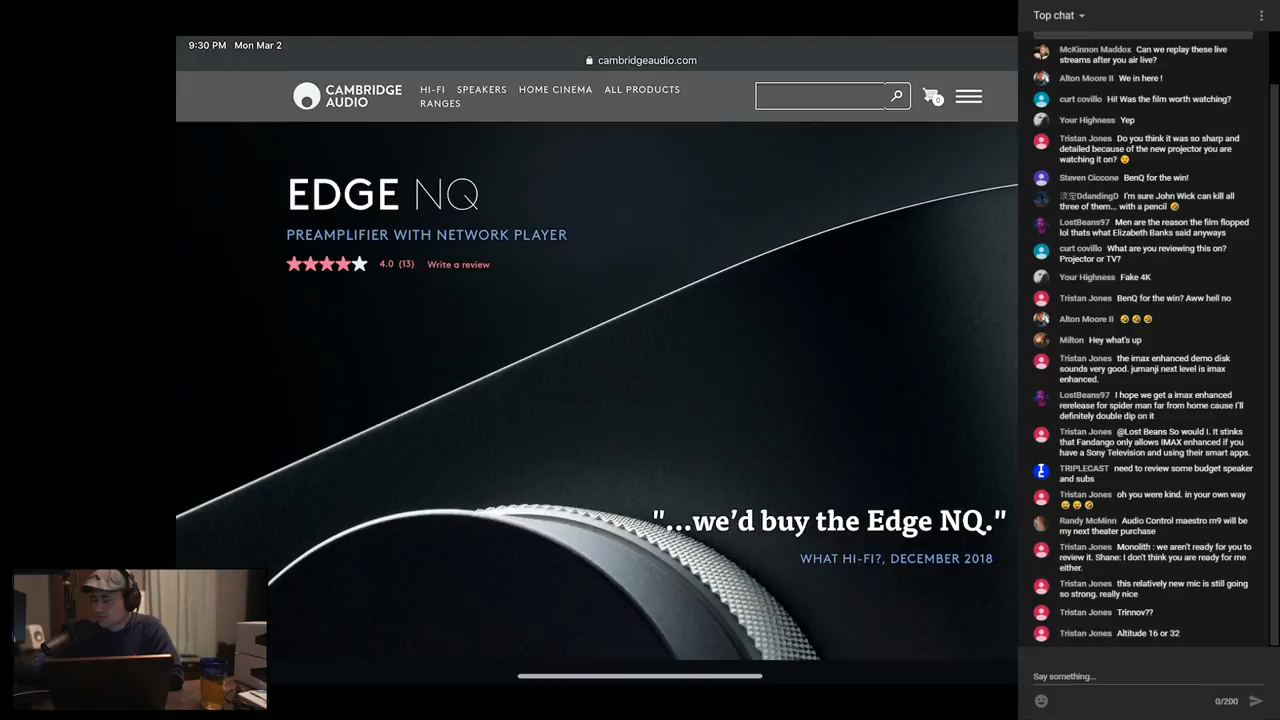 9:30 PM Mon Mar 2
cambridgeaudio.com
CAMBRIDGE
AUDIO
HI-FI SPEAKERS HOME CINEMA ALL PRODUCTS
RANGES
0
EDGE NQ
PREAMPLIFIER WITH NETWORK PLAYER
4.0 (13) Write a review
"...we'd buy the Edge NQ."
WHAT HI-FI?, DECEMBER 2018
Top chat
McKinnon Maddox Can we replay these live
streams after you air live?
Alton Moore II We in here !
curt covillo Hi! Was the film worth watching?
Your Highness Yep
Tristan Jones Do you think it was so sharp and
detailed because of the new projector you are
watching it on?
Steven Ciccone BenQ for the win!
淡定DdandingD I'm sure John Wick can kill all
three of them... with a pencil
LostBeans97 Men are the reason the film flopped
lol thats what Elizabeth Banks said anyways
curt covillo What are you reviewing this on?
Projector or TV?
Your Highness Fake 4K
Tristan Jones BenQ for the win? Aww hell no
Alton Moore II
Milton Hey what's up
Tristan Jones the imax enhanced demo disk
sounds very good. jumanji next level is imax
enhanced.
LostBeans97 I hope we get a imax enhanced
rerelease for spider man far from home cause I'll
definitely double dip on it
Tristan Jones @Lost Beans So would I. It stinks
that Fandango only allows IMAX enhanced if you
have a Sony Television and using their smart apps.
TRIPLECAST need to review some budget speaker
and subs
Tristan Jones oh you were kind. in your own way
Randy McMinn Audio Control maestro m9 will be
my next theater purchase
Tristan Jones Monolith : we aren't ready for you to
review it. Shane: I don't think you are ready for me
either.
Tristan Jones this relatively new mic is still going
so strong. really nice
Tristan Jones Trinnov??
Tristan Jones Altitude 16 or 32
Say something...
0/200